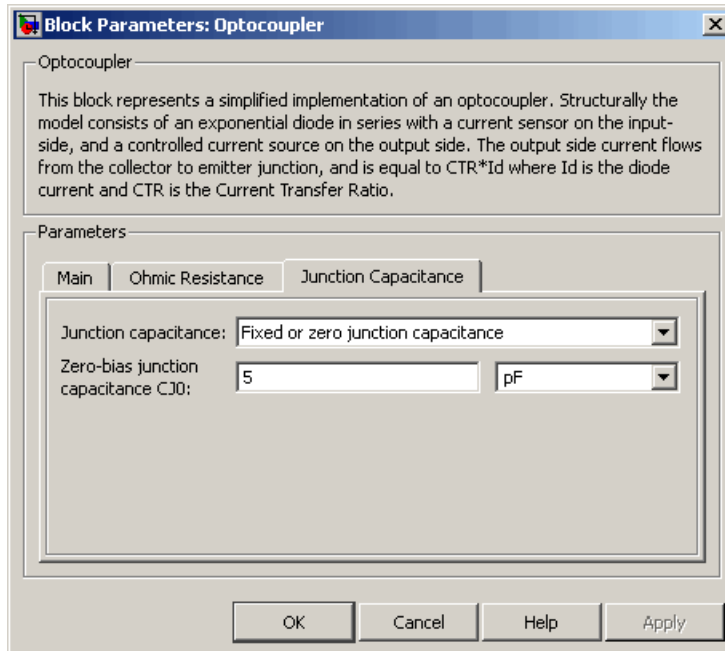 Block Parameters: Optocoupler
Optocoupler
This block represents a simplified implementation of an optocoupler. Structurally the
model consists of an exponential diode in series with a current sensor on the input-
side, and a controlled current source on the output side. The output side current flows
from the collector to emitter junction, and is equal to CTR*Id where Id is the diode
current and CTR is the Current Transfer Ratio.
Parameters
Main Ohmic Resistance Junction Capacitance
Junction capacitance: Fixed or zero junction capacitance
Zero-bias junction
capacitance CJ0: 5 pF
OK Cancel Help Apply